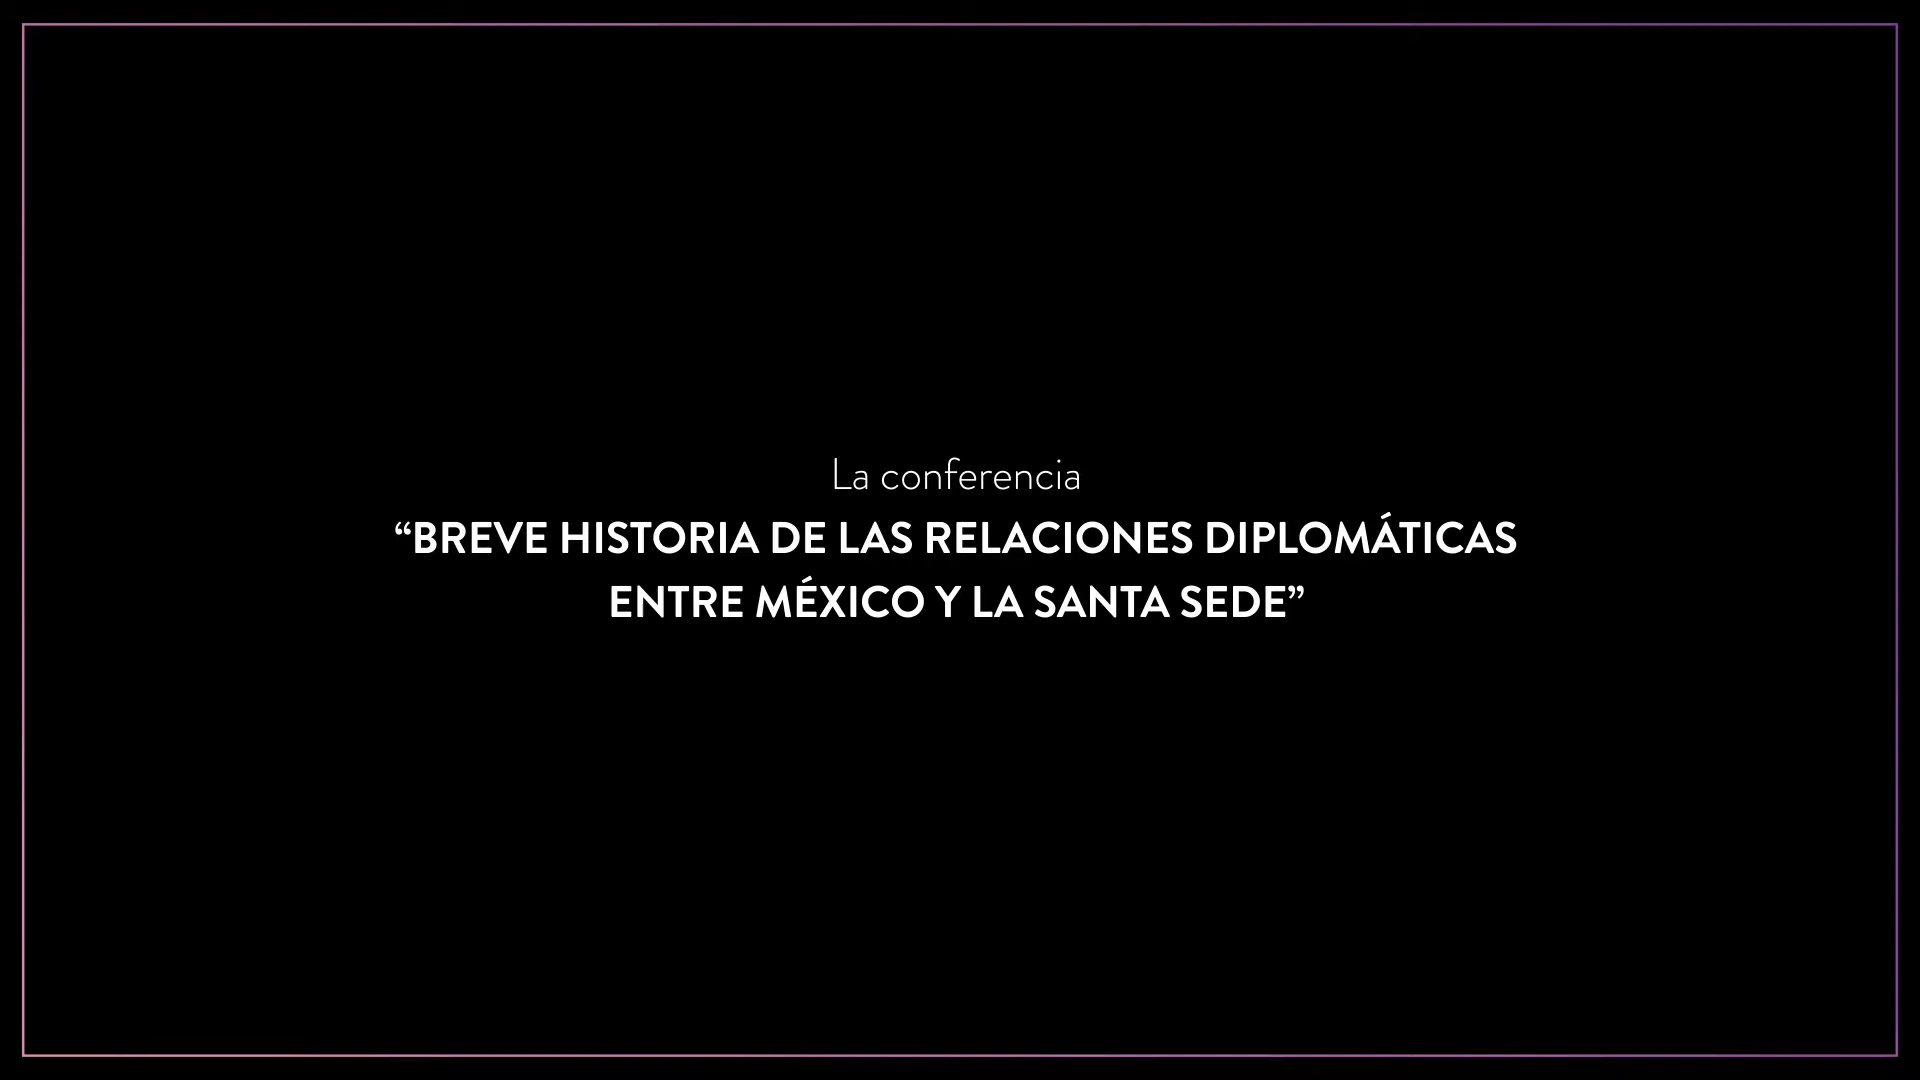 La conferencia
“BREVE HISTORIA DE LAS RELACIONES DIPLOMÁTICAS
ENTRE MÉXICO Y LA SANTA SEDE”